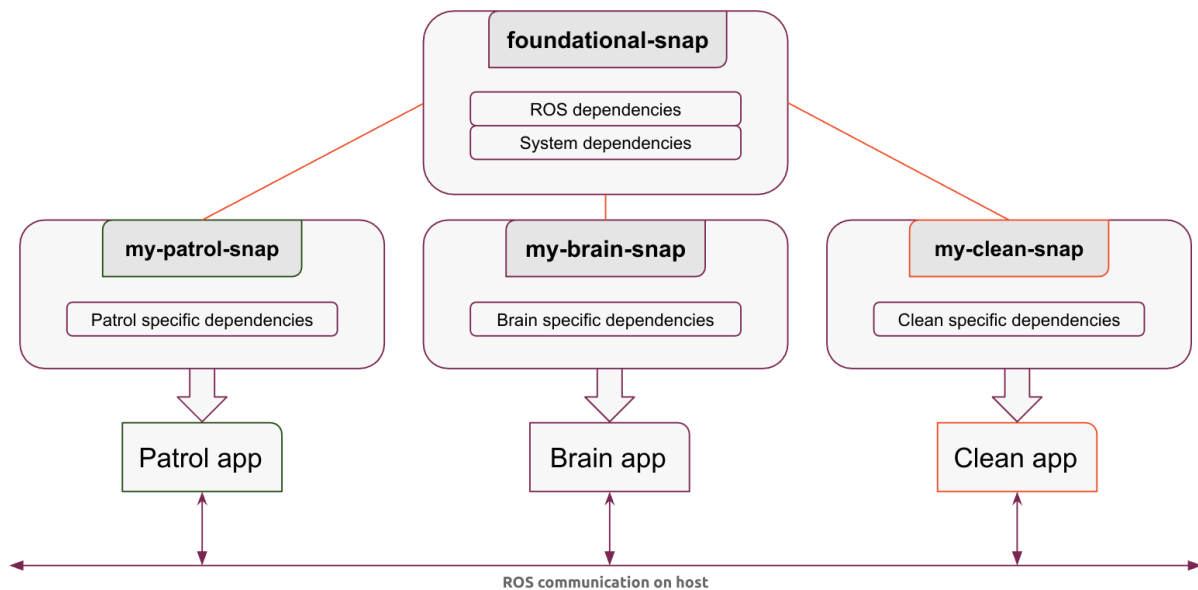 foundational-snap
ROS dependencies
System dependencies
my-patrol-snap
my-brain-snap
my-clean-snap
Patrol specific dependencies
Brain specific dependencies
Clean specific dependencies
Patrol app
Brain app
Clean app
ROS communication on host